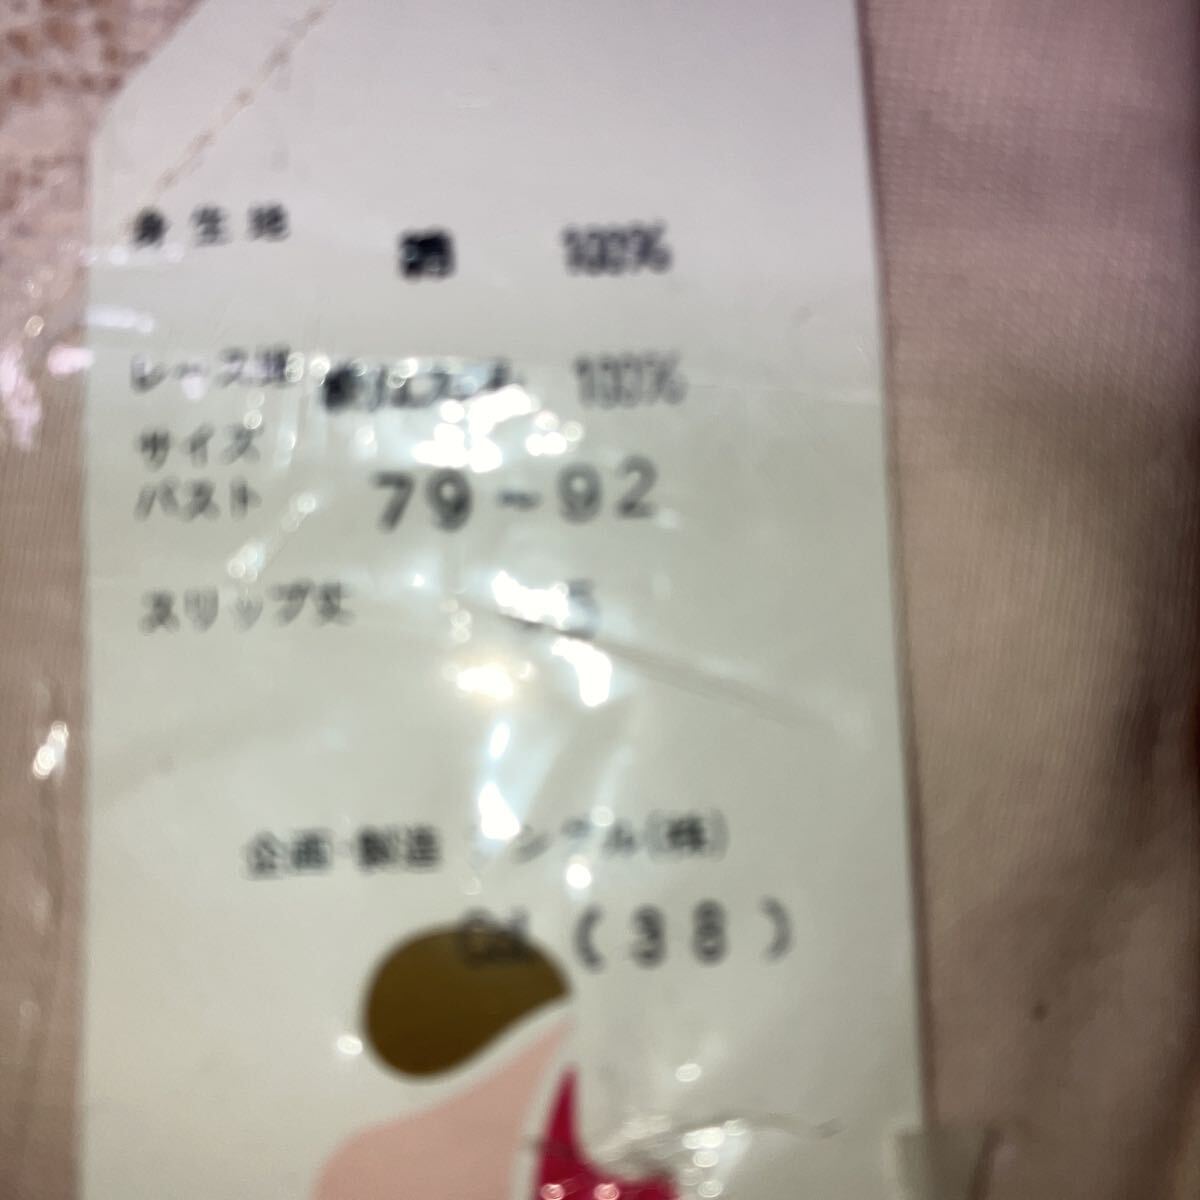 身生地 綿 100%
レース地 100%
サイズ
バスト 79～92
スリップ丈
企画・製造 (株)
(38)